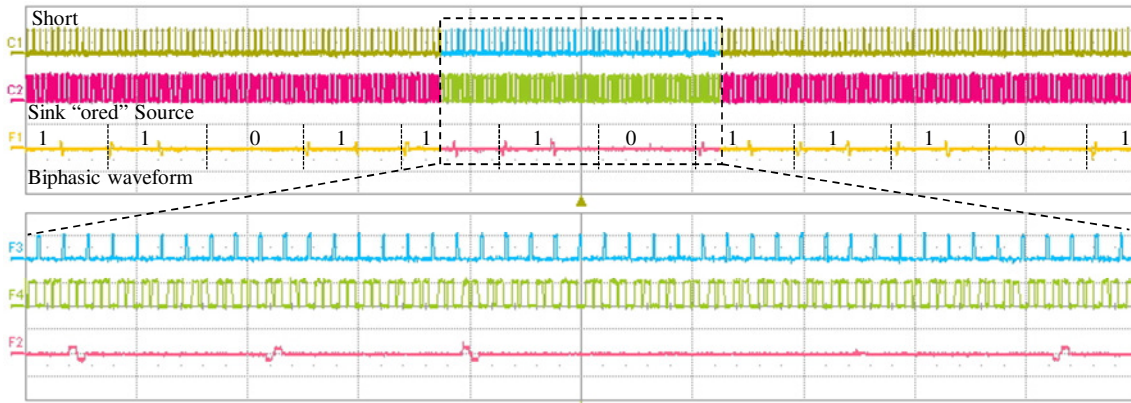 Short
C1
C2
Sink “ored” Source
1 1 0 1 1 1 0 1 1 1 0 1
F1
Biphasic waveform
F3
F4
F2